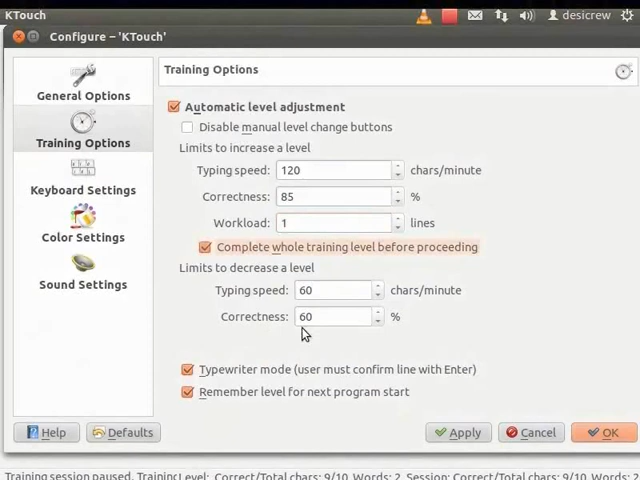 KTouch
desicrew
Configure – 'KTouch'
General Options
Training Options
Keyboard Settings
Color Settings
Sound Settings
Training Options
Automatic level adjustment
Disable manual level change buttons
Limits to increase a level
Typing speed: 120 chars/minute
Correctness: 85 %
Workload: 1 lines
Complete whole training level before proceeding
Limits to decrease a level
Typing speed: 60 chars/minute
Correctness: 60 %
Typewriter mode (user must confirm line with Enter)
Remember level for next program start
Help Defaults Apply Cancel OK
Training session paused. Training Level: Correct/Total chars: 9/10, Words: 2, Session: Correct/Total chars: 9/10, Words: